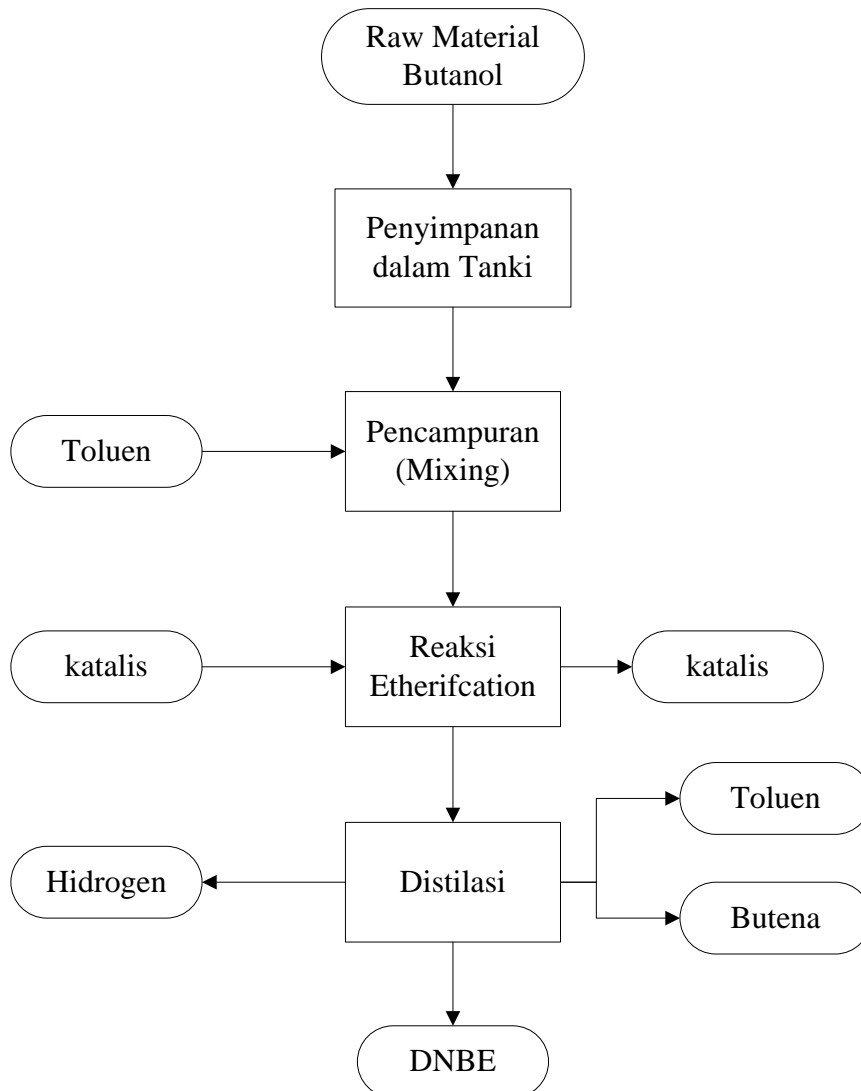 Raw Material
Butanol
Penyimpanan
dalam Tanki
Toluen
Pencampuran
(Mixing)
katalis
Reaksi
Etherifcation
katalis
Toluen
Hidrogen
Distilasi
Butena
DNBE